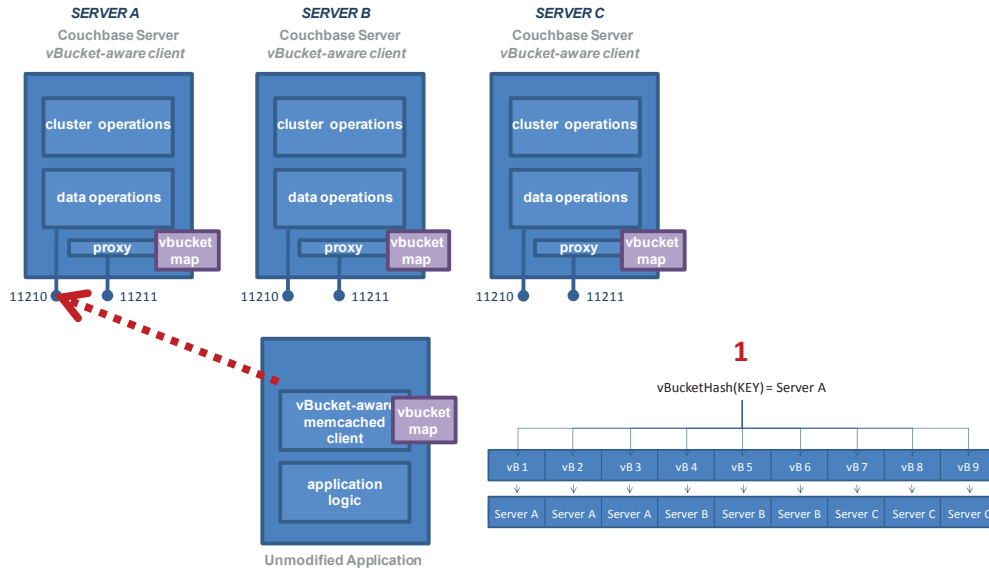 SERVER A
Couchbase Server
vBucket-aware client
cluster operations
data operations
proxy
vbucket
map
11210
11211
SERVER B
Couchbase Server
vBucket-aware client
cluster operations
data operations
proxy
vbucket
map
11210
11211
SERVER C
Couchbase Server
vBucket-aware client
cluster operations
data operations
proxy
vbucket
map
11210
11211
vBucket-aware
memcached
client
vbucket
map
application
logic
Unmodified Application
1
vBucketHash(KEY) = Server A
vB 1 vB 2 vB 3 vB 4 vB 5 vB 6 vB 7 vB 8 vB 9
Server A Server A Server A Server B Server B Server B Server C Server C Server C